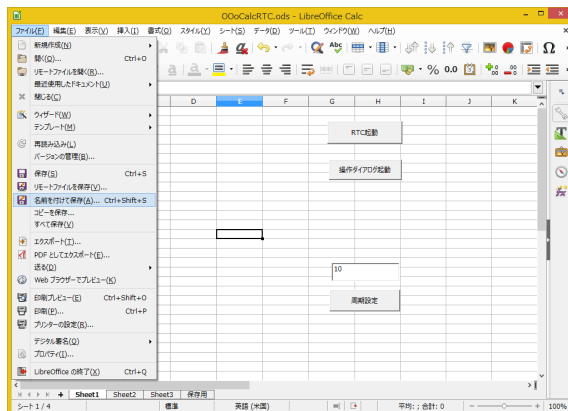 OOoCalcRTC.ods - LibreOffice Calc
ファイル(F) 編集(E) 表示(V) 挿入(I) 書式(O) スタイル(Y) シート(S) データ(D) ツール(T) ウィンドウ(W) ヘルプ(H)
新規作成(N)
開く(O)... Ctrl+O
リモートファイルを開く(R)...
最近使用したドキュメント(U)
閉じる(C)
ウィザード(W)
テンプレート(M)
再読み込み(L)
バージョンの管理(B)...
保存(S) Ctrl+S
リモートファイルを保存(V)...
名前を付けて保存(A)... Ctrl+Shift+S
コピーを保存...
すべて保存(V)
エクスポート(T)...
PDF としてエクスポート(E)...
送る(D)
Web ブラウザーでプレビュー(K)
印刷プレビュー(E) Ctrl+Shift+O
印刷(P)... Ctrl+P
プリンターの設定(R)...
デジタル署名(O)
プロパティ(I)...
LibreOffice の終了(X) Ctrl+Q
% 0.0
D E F G H I J K
RTC起動
操作ダイアログ起動
10
周期設定
Sheet1 Sheet2 Sheet3 保存用
シート1 / 4 標準 英語 (米国) 平均: ; 合計: 0 100%